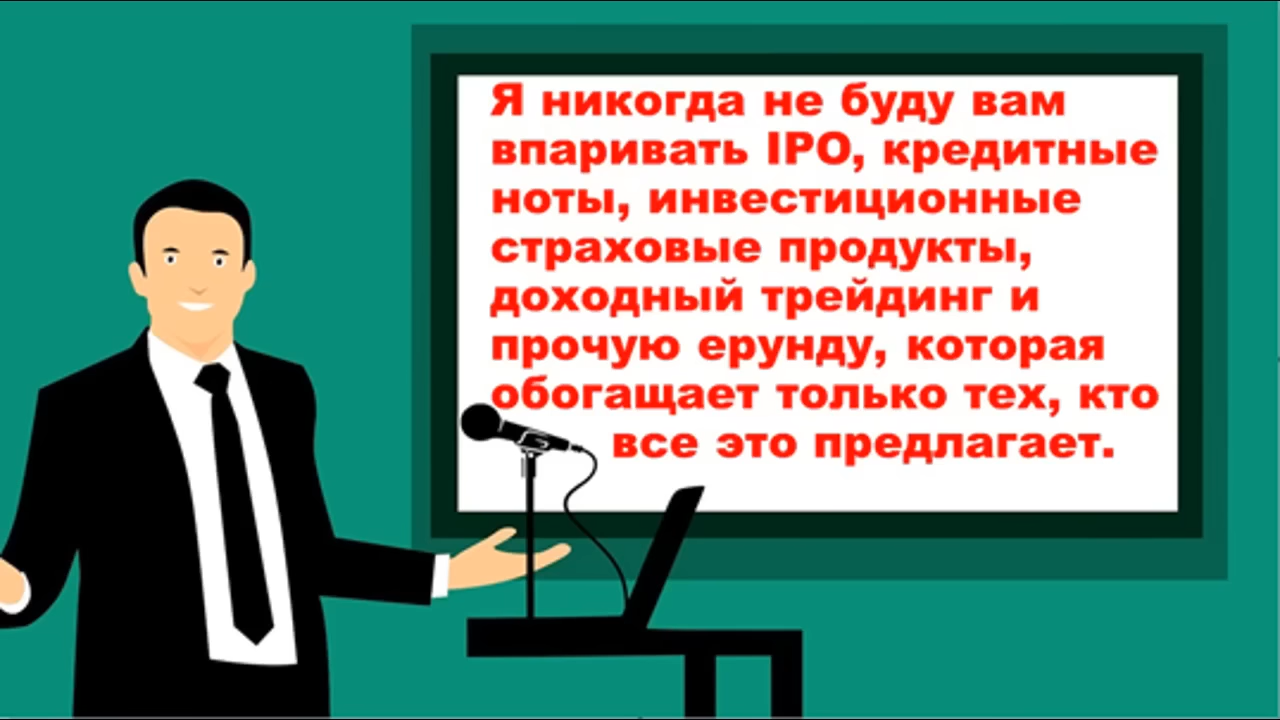 Я никогда не буду вам
впаривать IPO, кредитные
ноты, инвестиционные
страховые продукты,
доходный трейдинг и
прочую ерунду, которая
обогащает только тех, кто
все это предлагает.